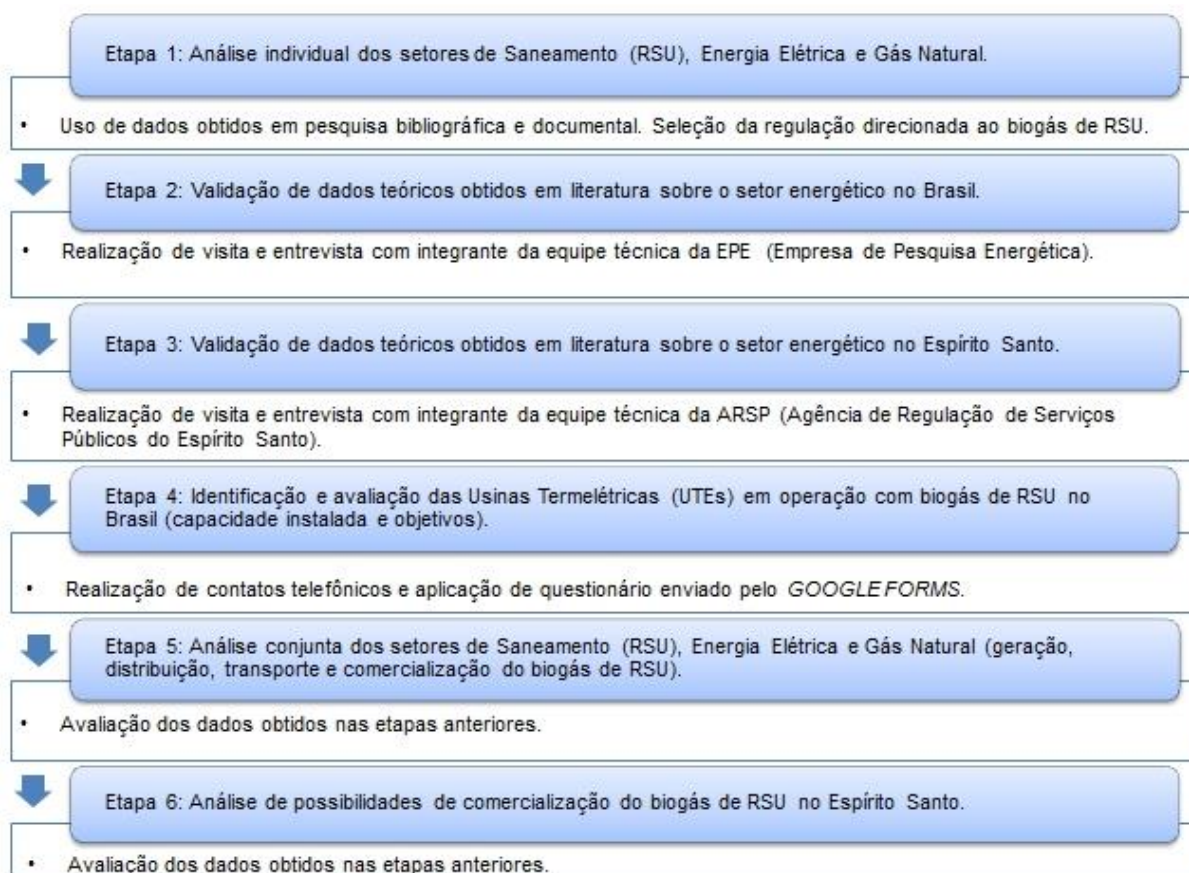 Etapa 1: Análise individual dos setores de Saneamento (RSU), Energia Elétrica e Gás Natural.
• Uso de dados obtidos em pesquisa bibliográfica e documental. Seleção da regulação direcionada ao biogás de RSU.
Etapa 2: Validação de dados teóricos obtidos em literatura sobre o setor energético no Brasil.
• Realização de visita e entrevista com integrante da equipe técnica da EPE (Empresa de Pesquisa Energética).
Etapa 3: Validação de dados teóricos obtidos em literatura sobre o setor energético no Espírito Santo.
• Realização de visita e entrevista com integrante da equipe técnica da ARSP (Agência de Regulação de Serviços
Públicos do Espírito Santo).
Etapa 4: Identificação e avaliação das Usinas Termelétricas (UTEs) em operação com biogás de RSU no
Brasil (capacidade instalada e objetivos).
• Realização de contatos telefônicos e aplicação de questionário enviado pelo GOOGLE FORMS.
Etapa 5: Análise conjunta dos setores de Saneamento (RSU), Energia Elétrica e Gás Natural (geração,
distribuição, transporte e comercialização do biogás de RSU).
• Avaliação dos dados obtidos nas etapas anteriores.
Etapa 6: Análise de possibilidades de comercialização do biogás de RSU no Espírito Santo.
• Avaliação dos dados obtidos nas etapas anteriores.